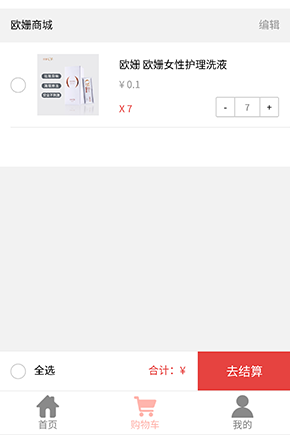 欧姗商城 编辑
欧姗 欧姗女性护理洗液
¥ 0.1
X 7 - 7 +
全选 合计：¥ 去结算
首页 购物车 我的